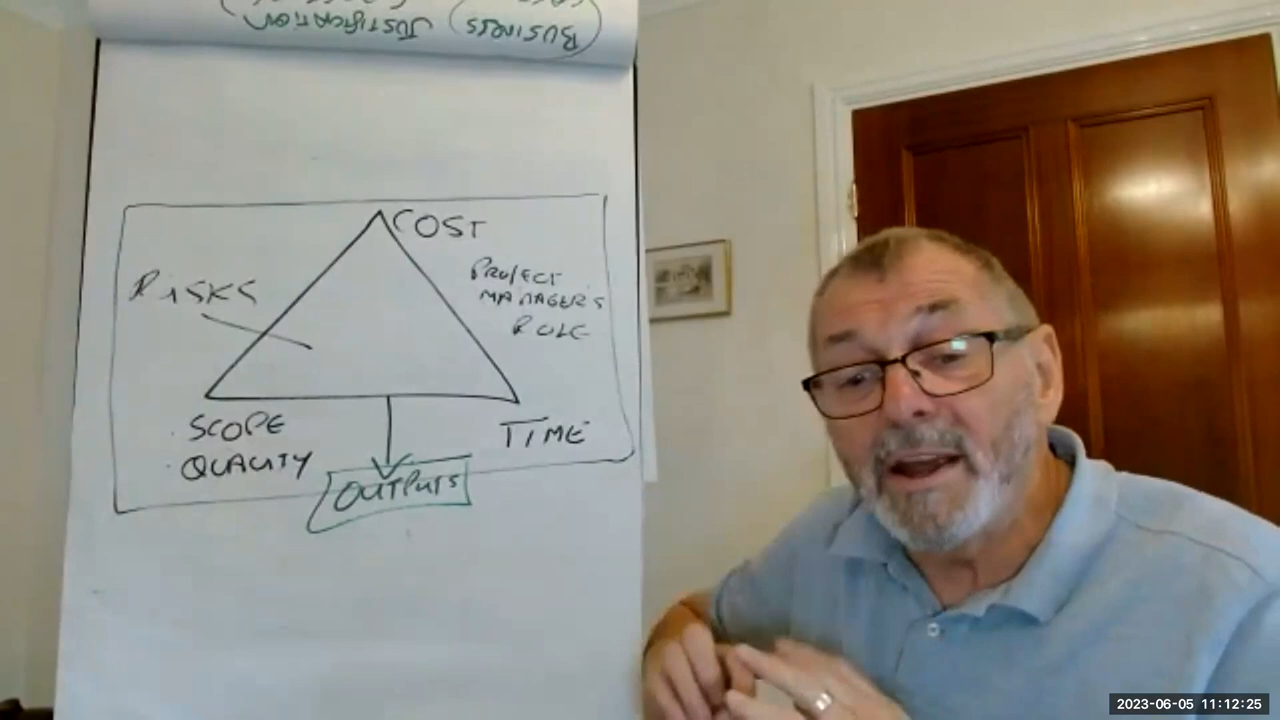 (BUSINESS) JUSTIFICATION
COST
RISKS
PROJECT
MANAGER'S
ROLE
SCOPE
QUALITY
TIME
OUTPUTS
2023-06-05 11:12:25